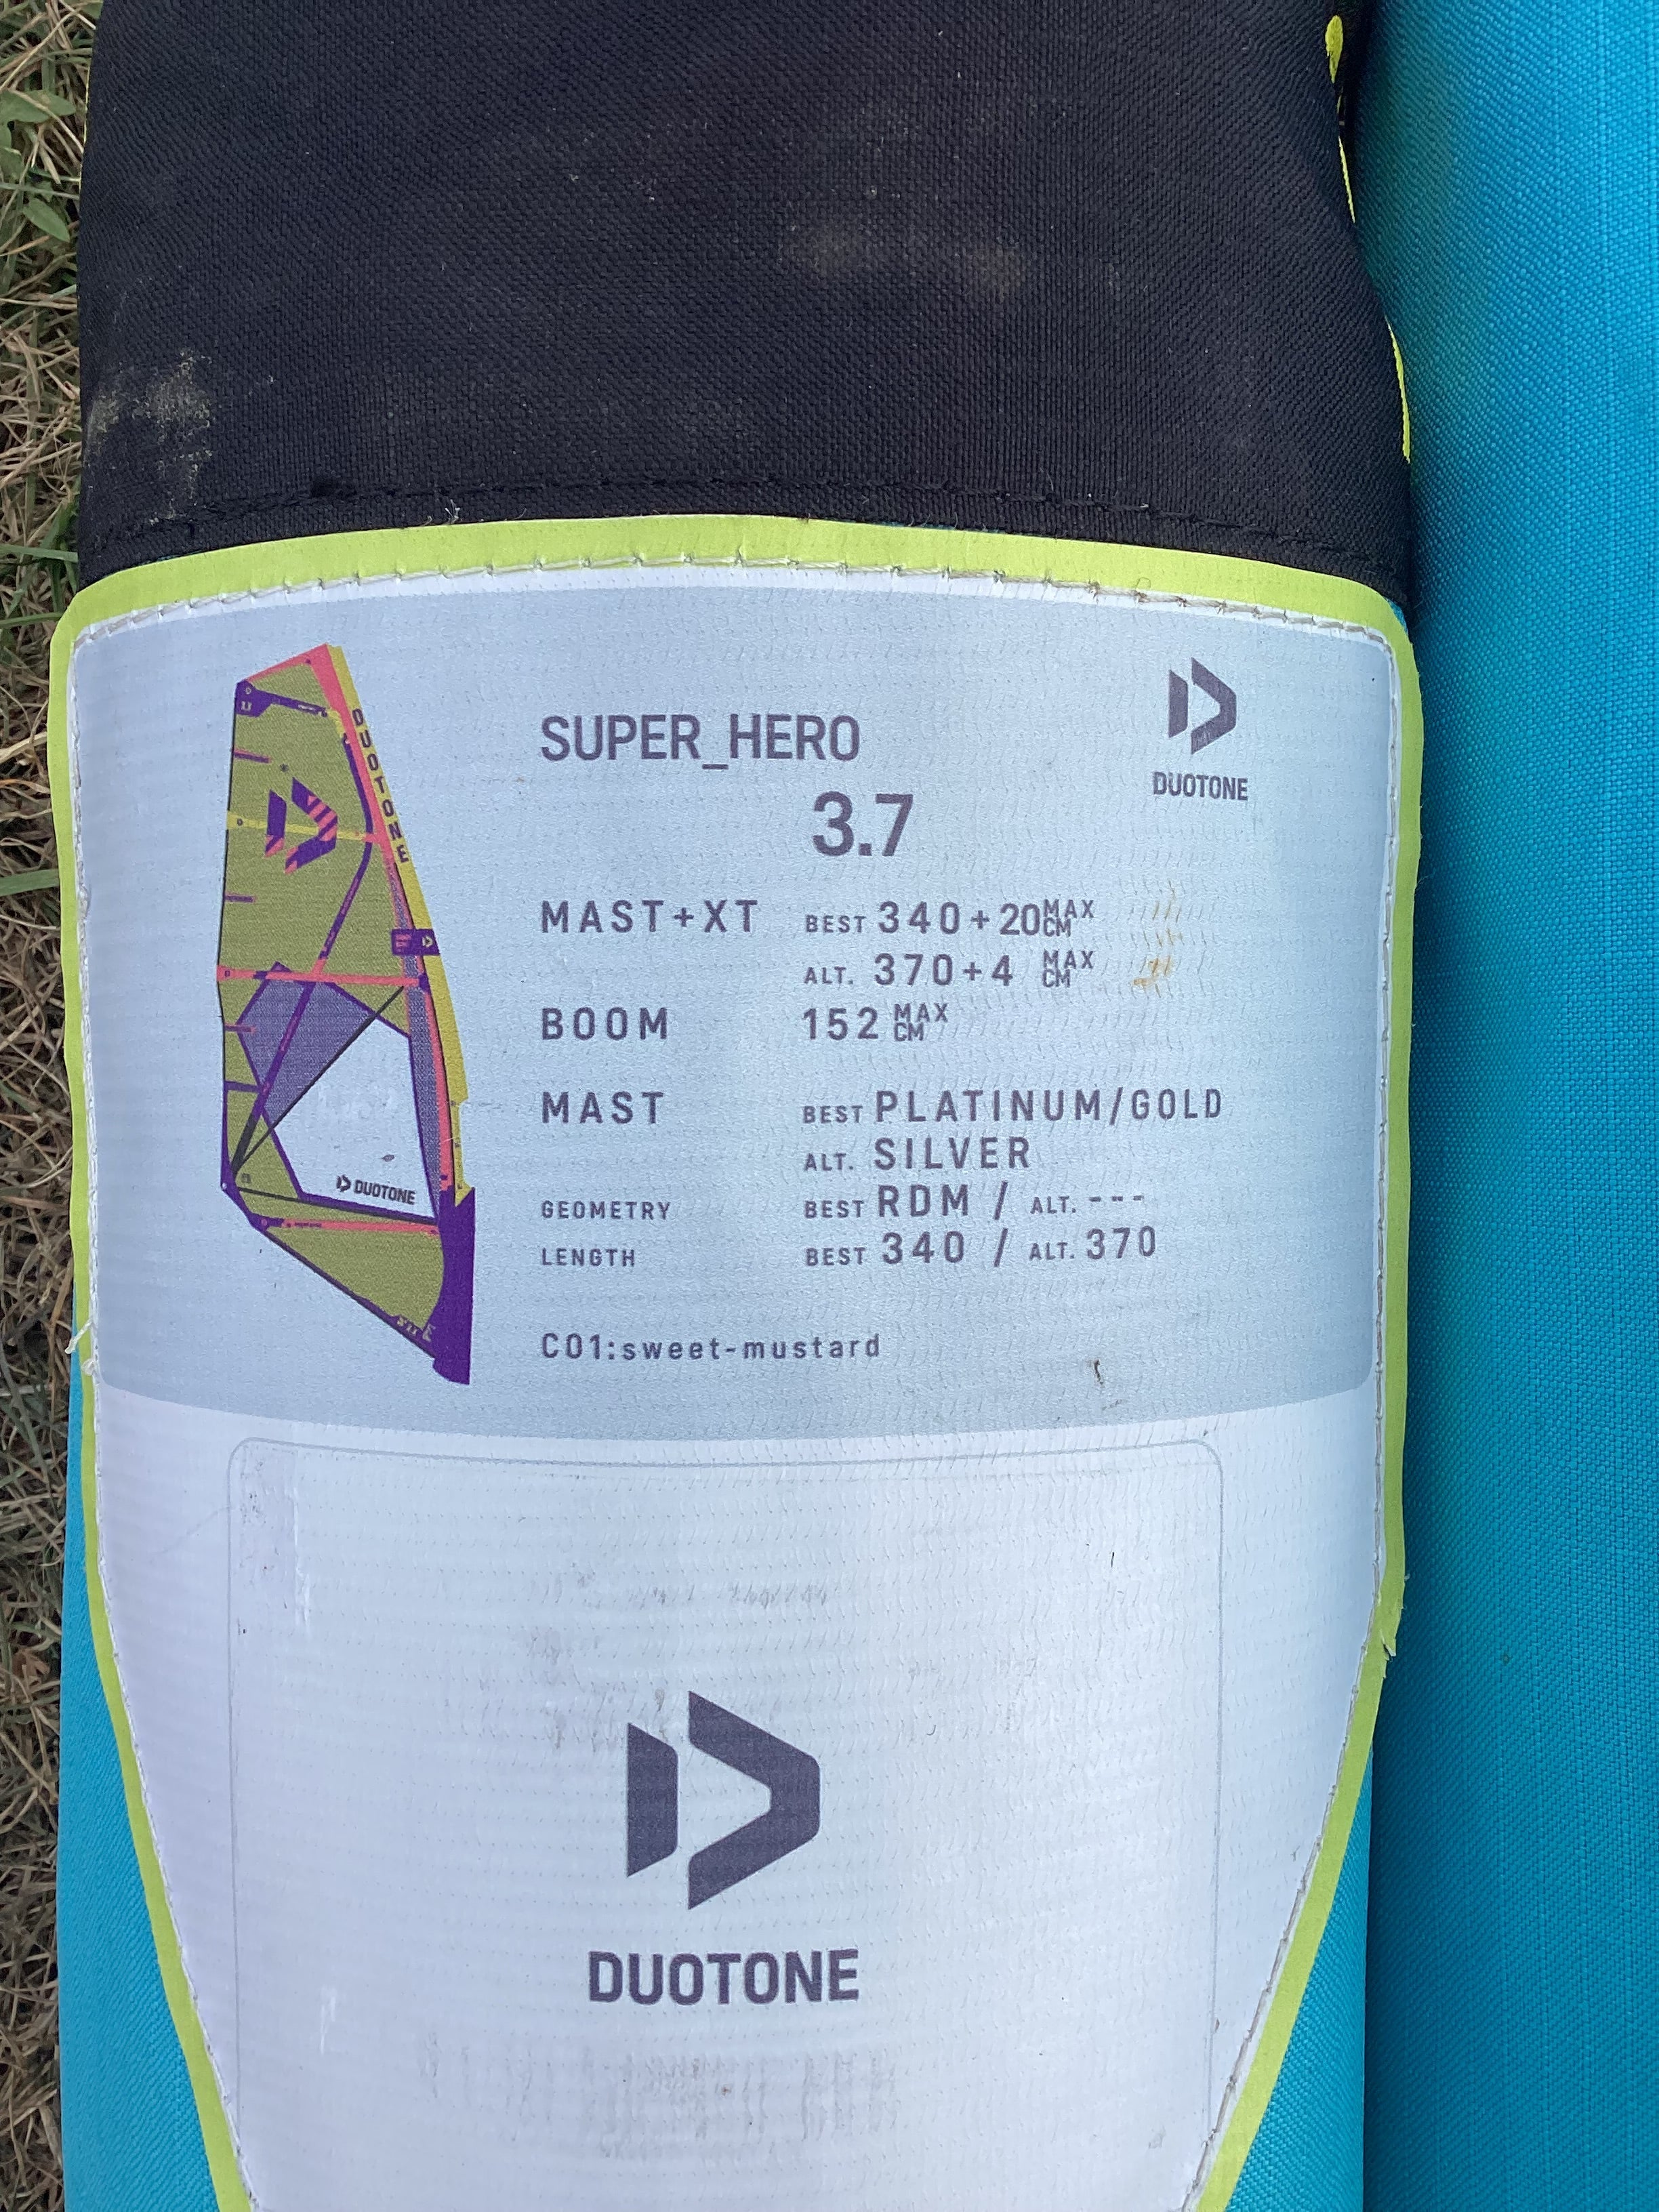 SUPER_HERO
3.7
DUOTONE
MAST+XT BEST 340+20 MAX CM
ALT. 370+4 MAX CM
BOOM 152 MAX CM
MAST BEST PLATINUM/GOLD
ALT. SILVER
GEOMETRY BEST RDM / ALT. ---
LENGTH BEST 340 / ALT. 370
C01:sweet-mustard
DUOTONE
DUOTONE
DUOTONE